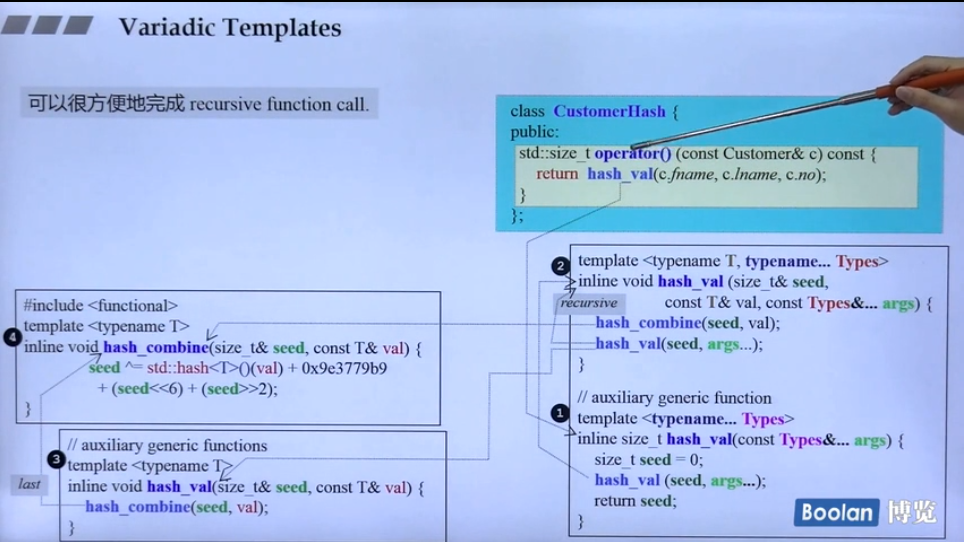 Variadic Templates
可以很方便地完成 recursive function call.
class CustomerHash {
public:
std::size_t operator() (const Customer& c) const {
return hash_val(c.fname, c.lname, c.no);
}
};
2
template <typename T, typename... Types>
inline void hash_val (size_t& seed,
const T& val, const Types&... args) {
recursive
hash_combine(seed, val);
hash_val(seed, args...);
}
1
// auxiliary generic function
template <typename... Types>
inline size_t hash_val(const Types&... args) {
size_t seed = 0;
hash_val (seed, args...);
return seed;
}
4
#include <functional>
template <typename T>
inline void hash_combine(size_t& seed, const T& val) {
seed ^= std::hash<T>()(val) + 0x9e3779b9
+ (seed<<6) + (seed>>2);
}
3
// auxiliary generic functions
template <typename T>
inline void hash_val(size_t& seed, const T& val) {
last
hash_combine(seed, val);
}
Boolan 博览